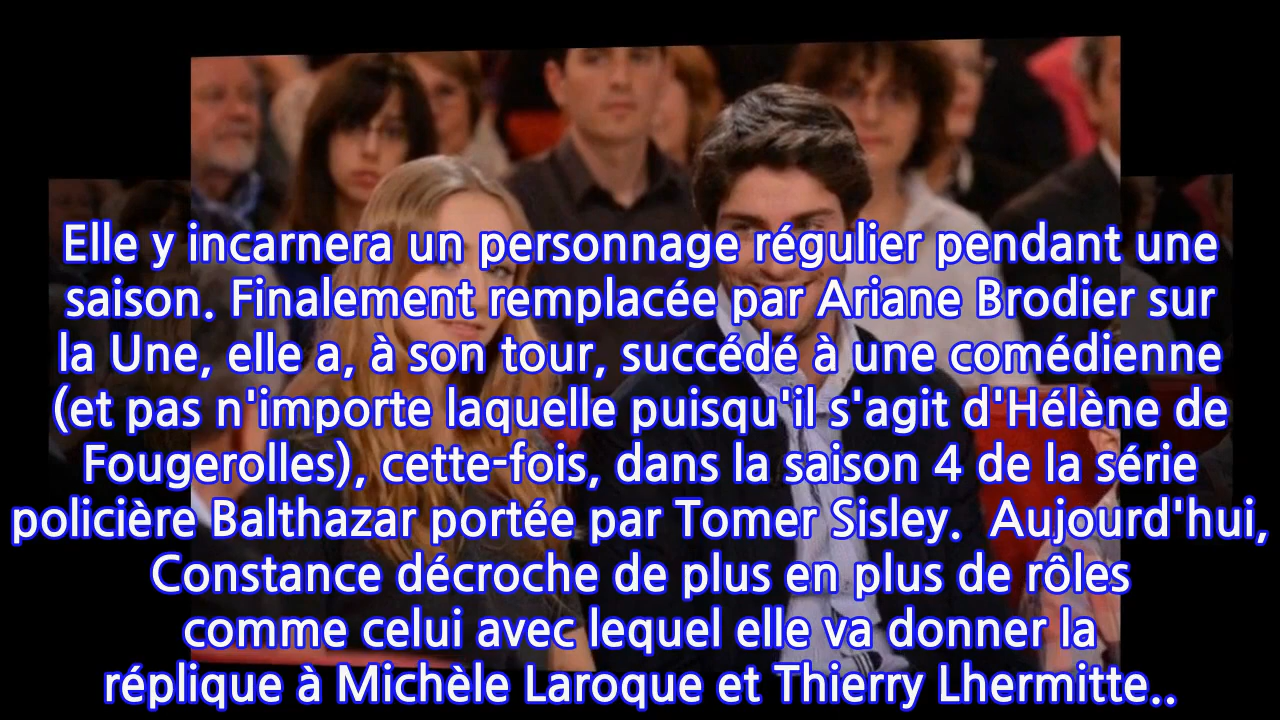 Elle y incarnera un personnage régulier pendant une
saison. Finalement remplacée par Ariane Brodier sur
la Une, elle a, à son tour, succédé à une comédienne
(et pas n'importe laquelle puisqu'il s'agit d'Hélène de
Fougerolles), cette-fois, dans la saison 4 de la série
policière Balthazar portée par Tomer Sisley.  Aujourd'hui,
Constance décroche de plus en plus de rôles
comme celui avec lequel elle va donner la
réplique à Michèle Laroque et Thierry Lhermitte..